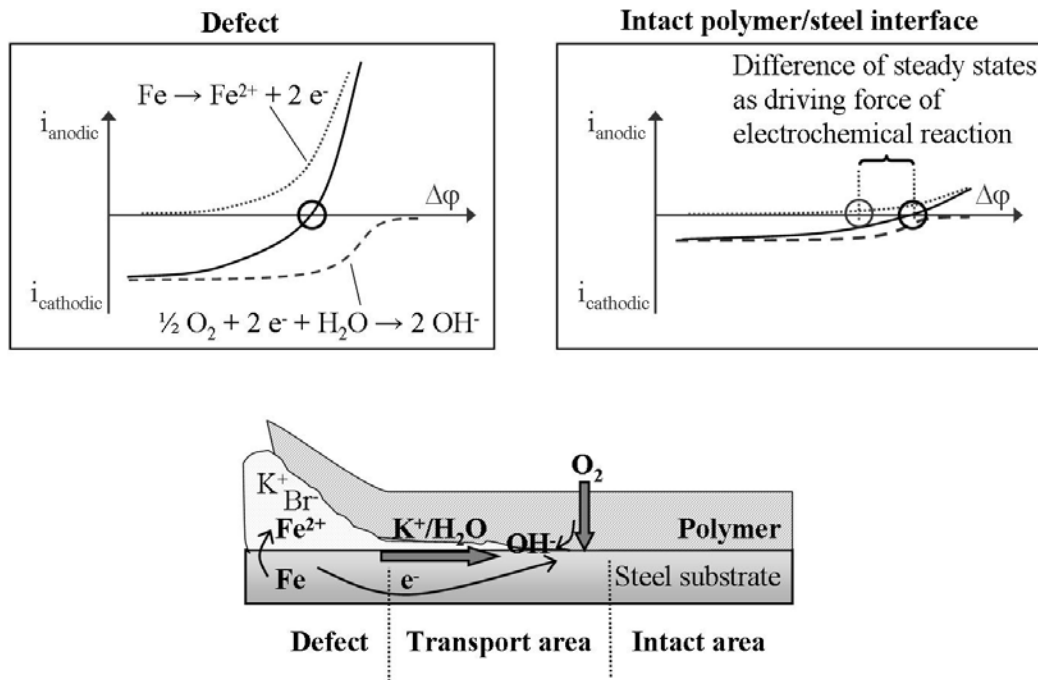 Defect
i_anodic
Fe → Fe²⁺ + 2 e⁻
Δφ
i_cathodic
½ O₂ + 2 e⁻ + H₂O → 2 OH⁻
Intact polymer/steel interface
Difference of steady states
as driving force of
electrochemical reaction
i_anodic
Δφ
i_cathodic
O₂
K⁺
Br⁻
Fe²⁺
K⁺/H₂O
OH⁻
Polymer
Fe
e⁻
Steel substrate
Defect
Transport area
Intact area